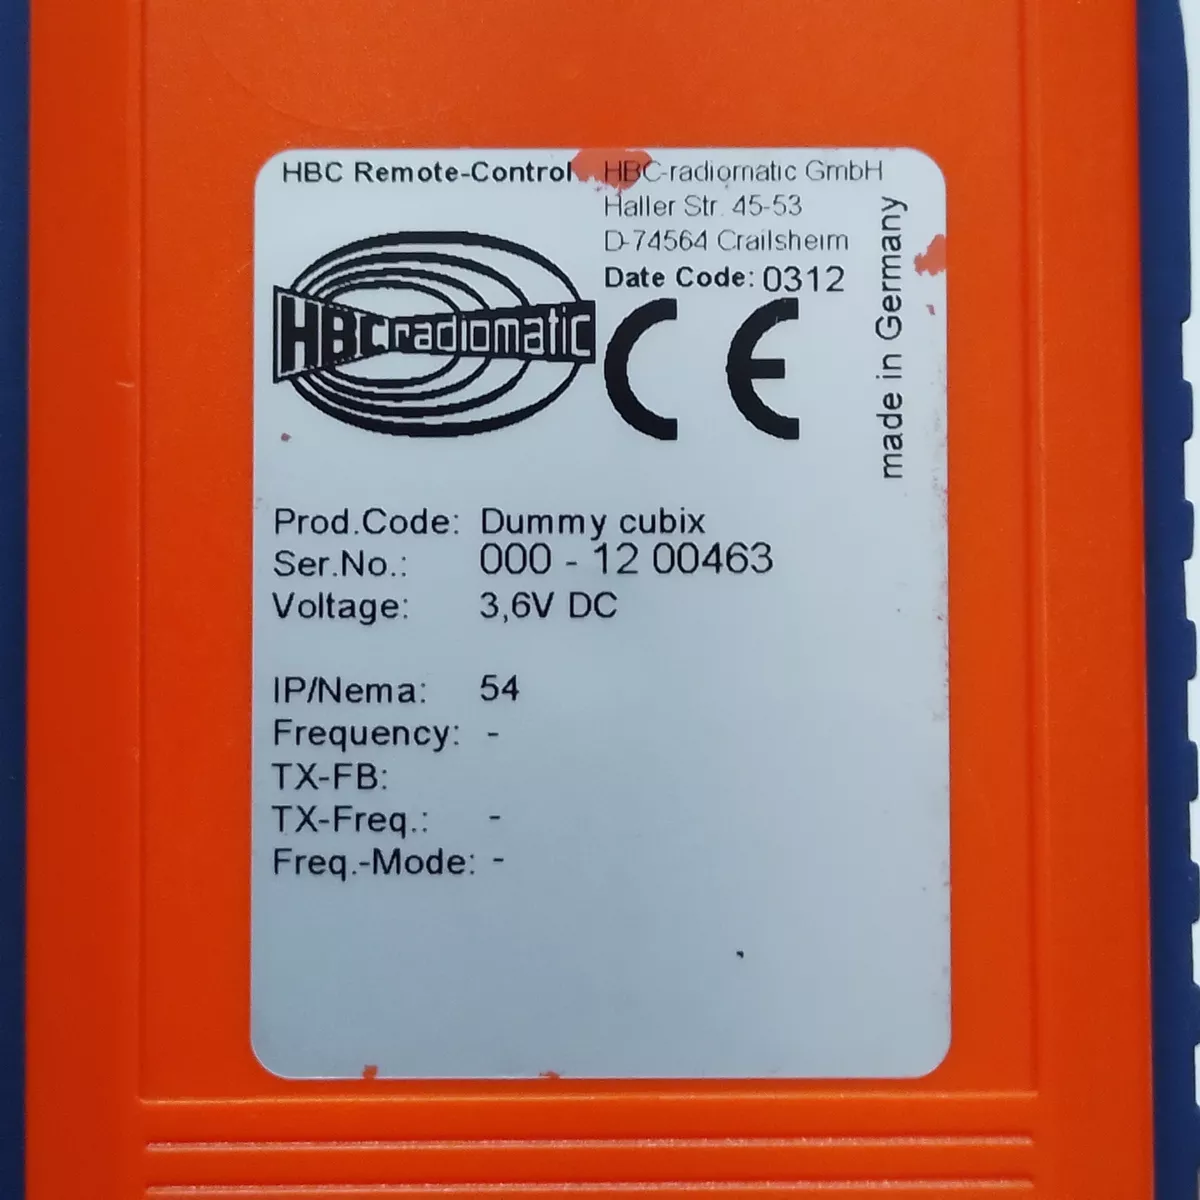 HBC Remote-Control
HBC-radiomatic GmbH
Haller Str. 45-53
D-74564 Crailsheim
Date Code: 0312
HBC radiomatic
CE
made in Germany
Prod.Code: Dummy cubix
Ser.No.: 000 - 12 00463
Voltage: 3,6V DC
IP/Nema: 54
Frequency: -
TX-FB:
TX-Freq.: -
Freq.-Mode: -